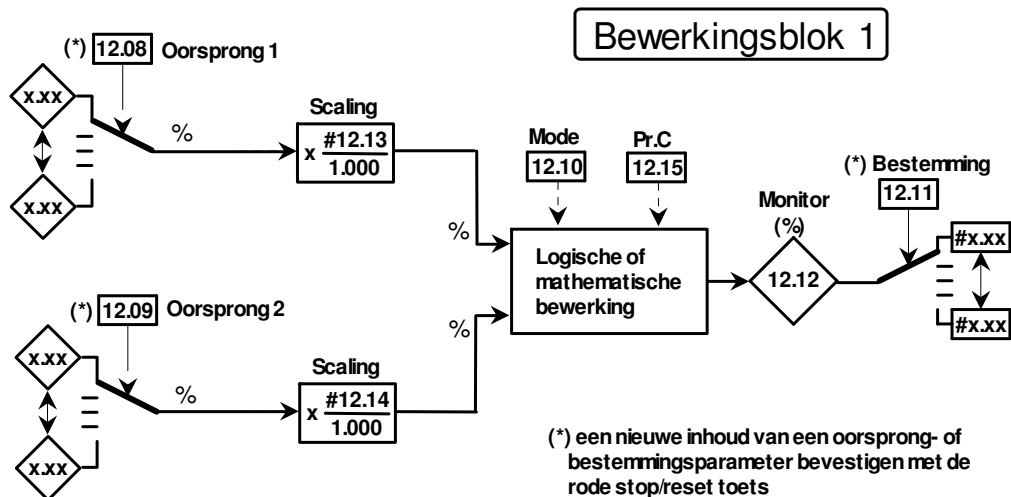 Bewerkingsblok 1
(*) 12.08 Oorsprong 1
x.xx
x.xx
%
Scaling
x #12.13
1.000
%
Mode
12.10
Pr.C
12.15
Logische of
mathematische
bewerking
Monitor
(%)
12.12
(*) Bestemming
12.11
#x.xx
#x.xx
(*) 12.09 Oorsprong 2
x.xx
x.xx
%
Scaling
x #12.14
1.000
%
(*) een nieuwe inhoud van een oorsprong- of
bestemmingsparameter bevestigen met de
rode stop/reset toets